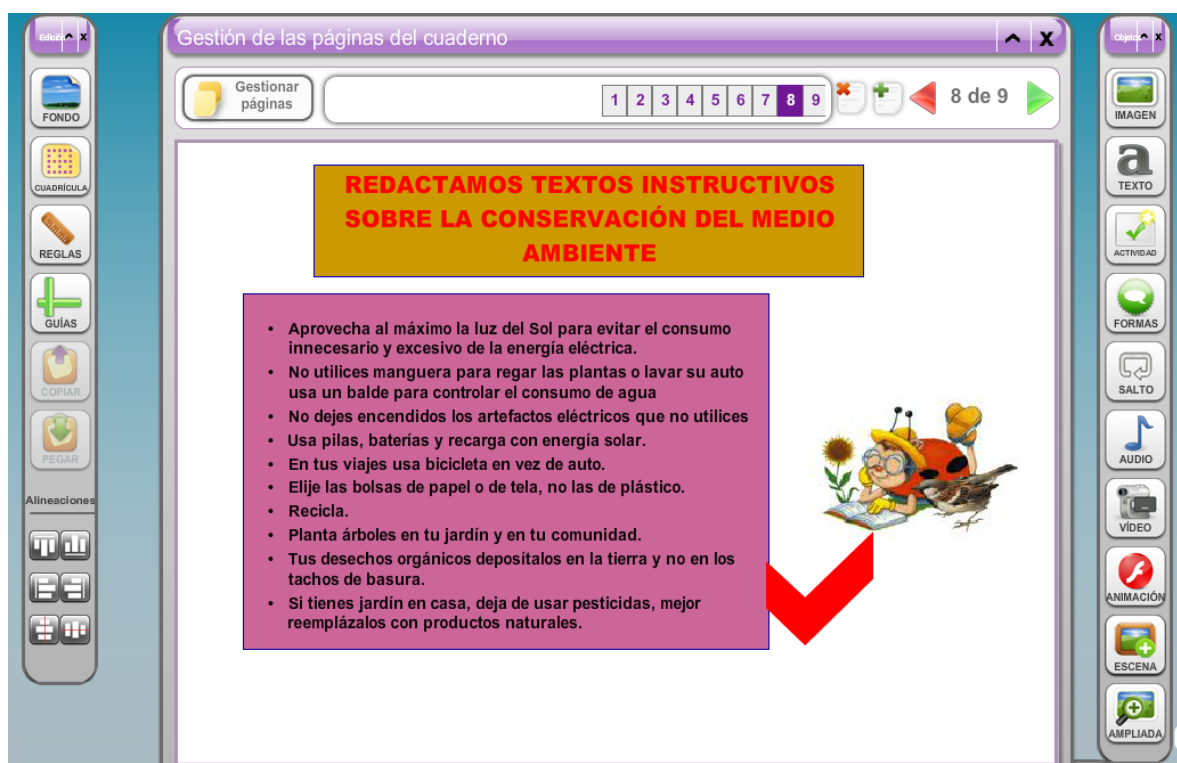 Edición
Gestión de las páginas del cuaderno
X
Objetos
X
Gestionar
páginas
1 2 3 4 5 6 7 8 9
8 de 9
FONDO
CUADRÍCULA
REGLAS
GUÍAS
COPIAR
PEGAR
Alineaciones
REDACTAMOS TEXTOS INSTRUCTIVOS
SOBRE LA CONSERVACIÓN DEL MEDIO
AMBIENTE
• Aprovecha al máximo la luz del Sol para evitar el consumo
innecesario y excesivo de la energía eléctrica.
• No utilices manguera para regar las plantas o lavar su auto
usa un balde para controlar el consumo de agua
• No dejes encendidos los artefactos eléctricos que no utilices
• Usa pilas, baterías y recarga con energía solar.
• En tus viajes usa bicicleta en vez de auto.
• Elije las bolsas de papel o de tela, no las de plástico.
• Recicla.
• Planta árboles en tu jardín y en tu comunidad.
• Tus desechos orgánicos deposítalos en la tierra y no en los
tachos de basura.
• Si tienes jardín en casa, deja de usar pesticidas, mejor
reemplázalos con productos naturales.
IMAGEN
a
TEXTO
ACTIVIDAD
FORMAS
SALTO
AUDIO
VÍDEO
ANIMACIÓN
ESCENA
AMPLIADA